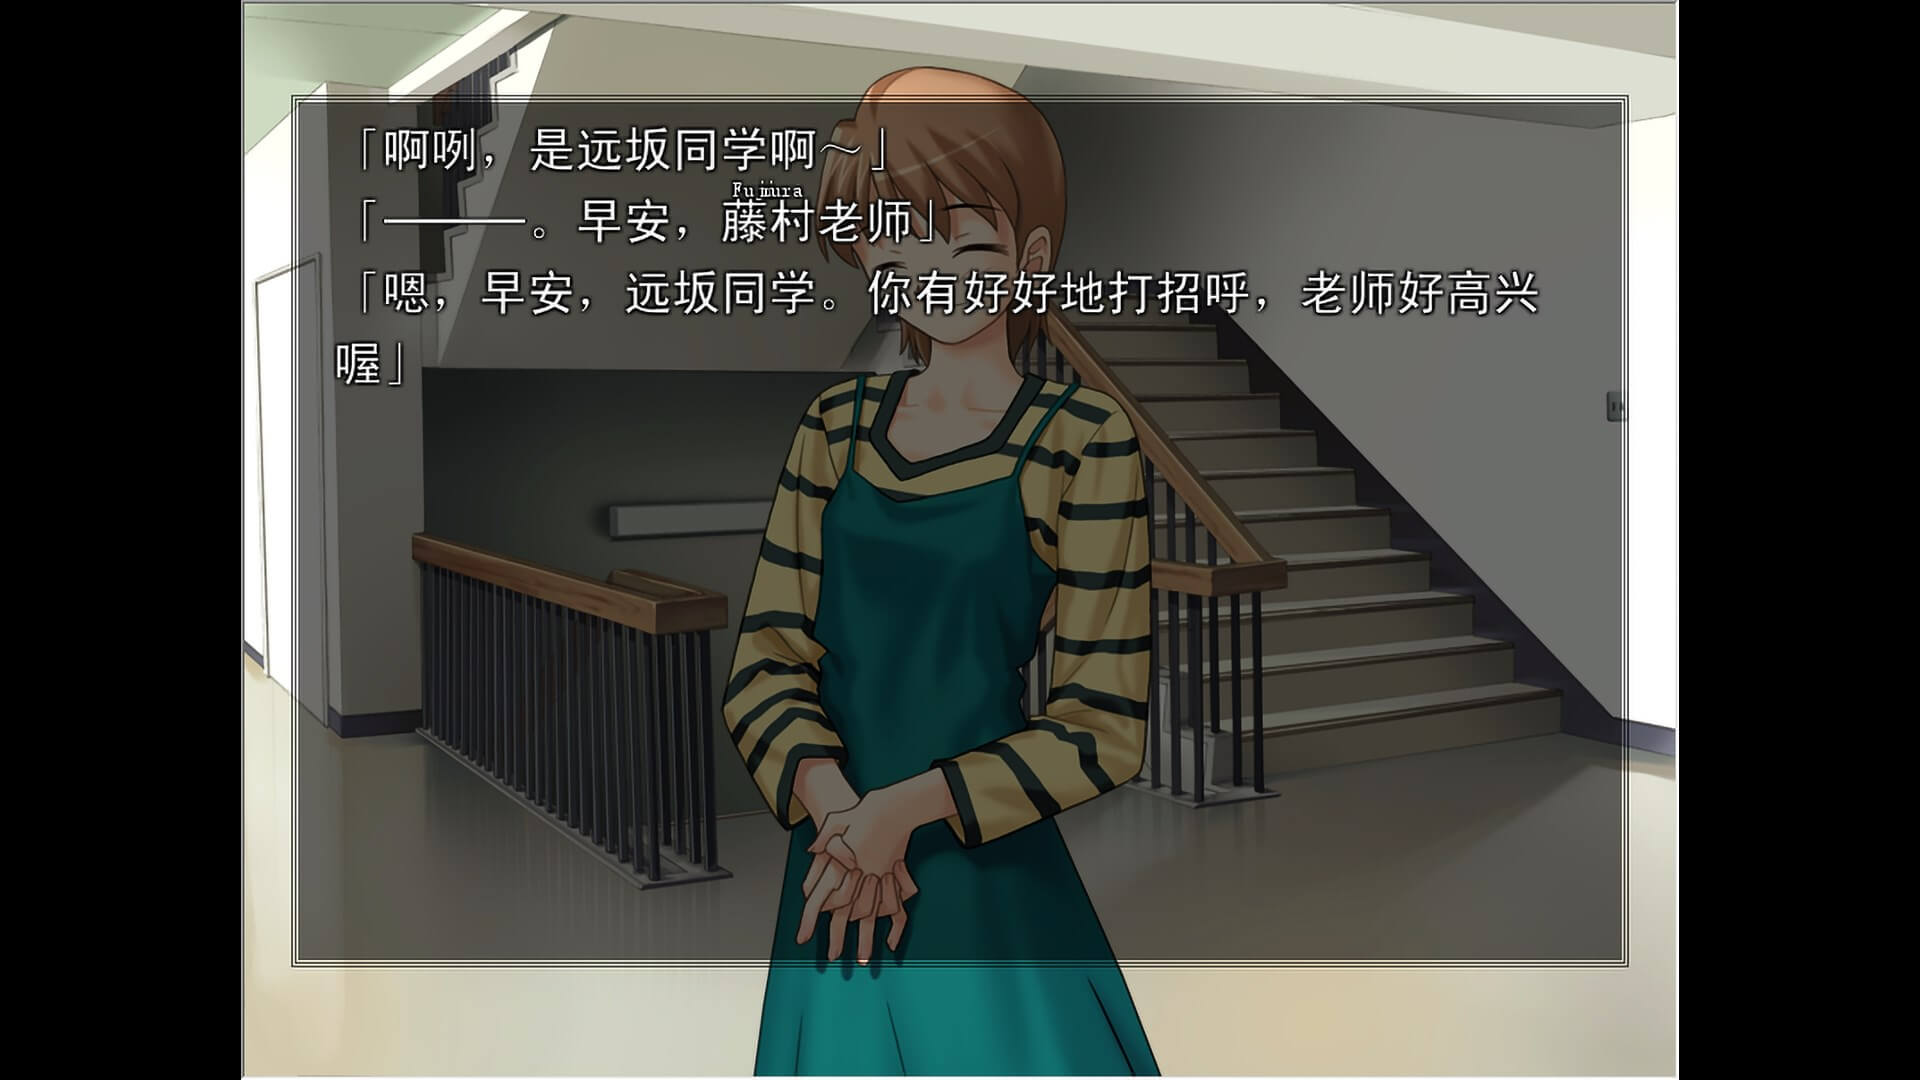 「啊咧，是远坂同学啊～」
Fujimura
「———。早安，藤村老师」
「嗯，早安，远坂同学。你有好好地打招呼，老师好高兴
喔」